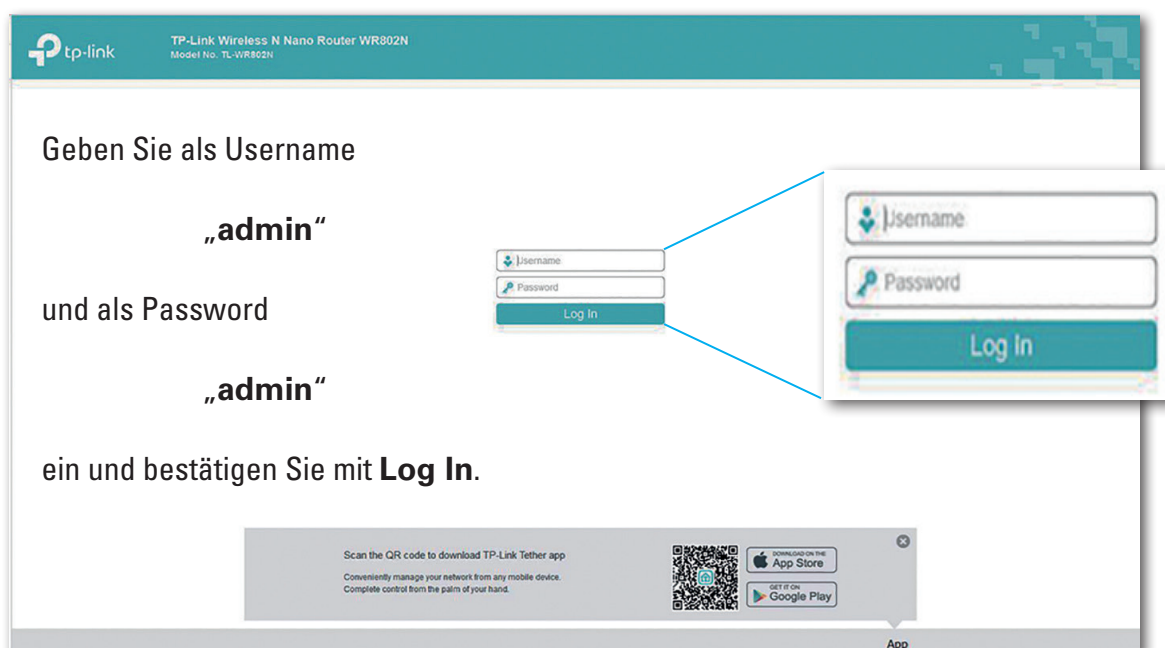 tp-link
TP-Link Wireless N Nano Router WR802N
Model No. TL-WR802N
Geben Sie als Username
„admin“
und als Password
„admin“
ein und bestätigen Sie mit Log In.
Username
Password
Log In
Username
Password
Log In
Scan the QR code to download TP-Link Tether app
Conveniently manage your network from any mobile device.
Complete control from the palm of your hand.
DOWNLOAD ON THE
App Store
GET IT ON
Google Play
App